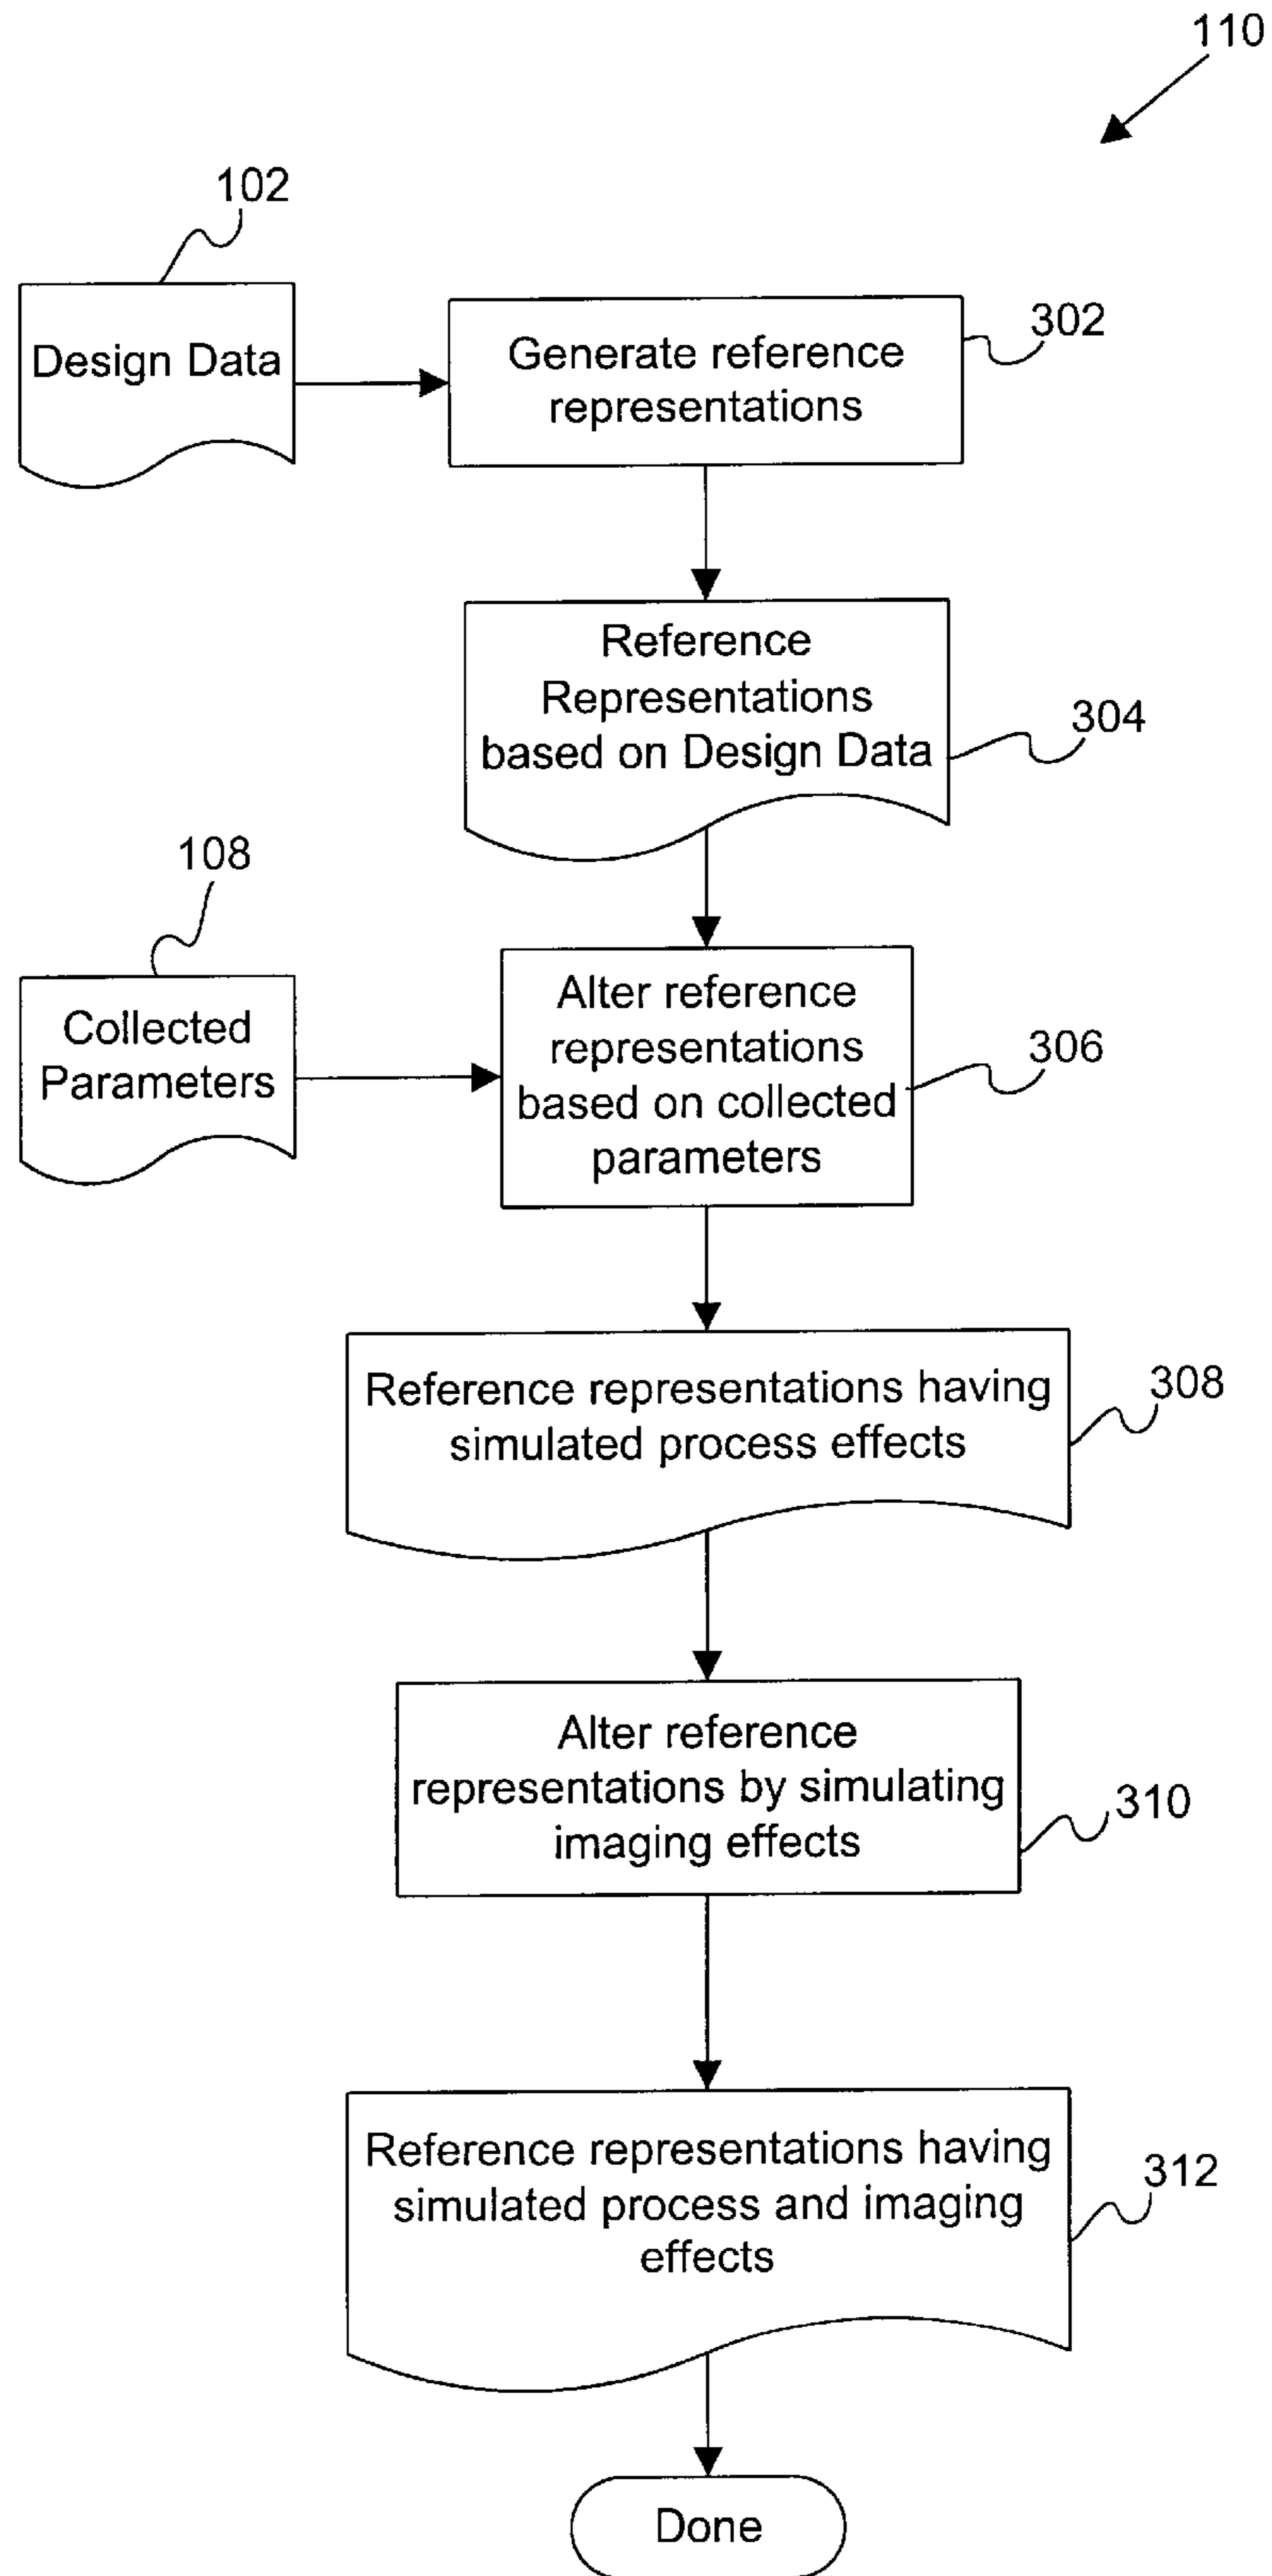 110
102
Design Data
Generate reference
representations
302
Reference
Representations
based on Design Data
304
108
Collected
Parameters
Alter reference
representations
based on collected
parameters
306
Reference representations having
simulated process effects
308
Alter reference
representations by simulating
imaging effects
310
Reference representations having
simulated process and imaging
effects
312
Done